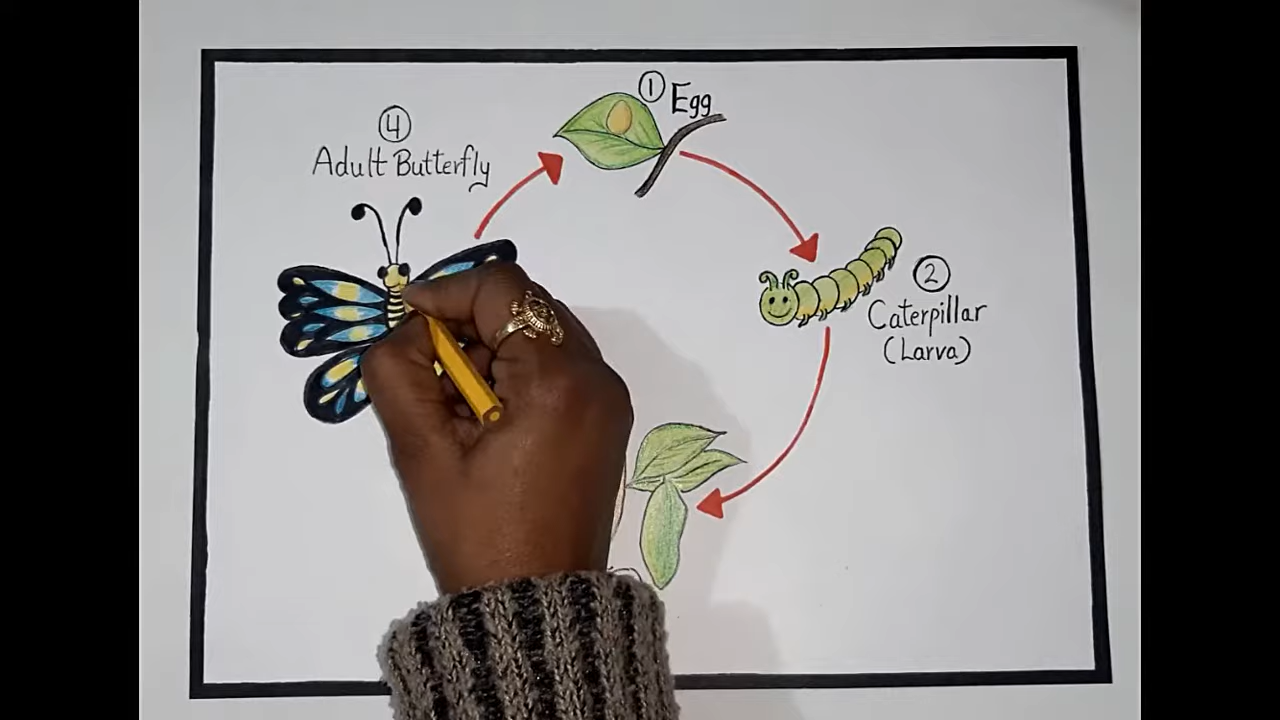 ① Egg
② 
Caterpillar
(Larva)
④
Adult Butterfly